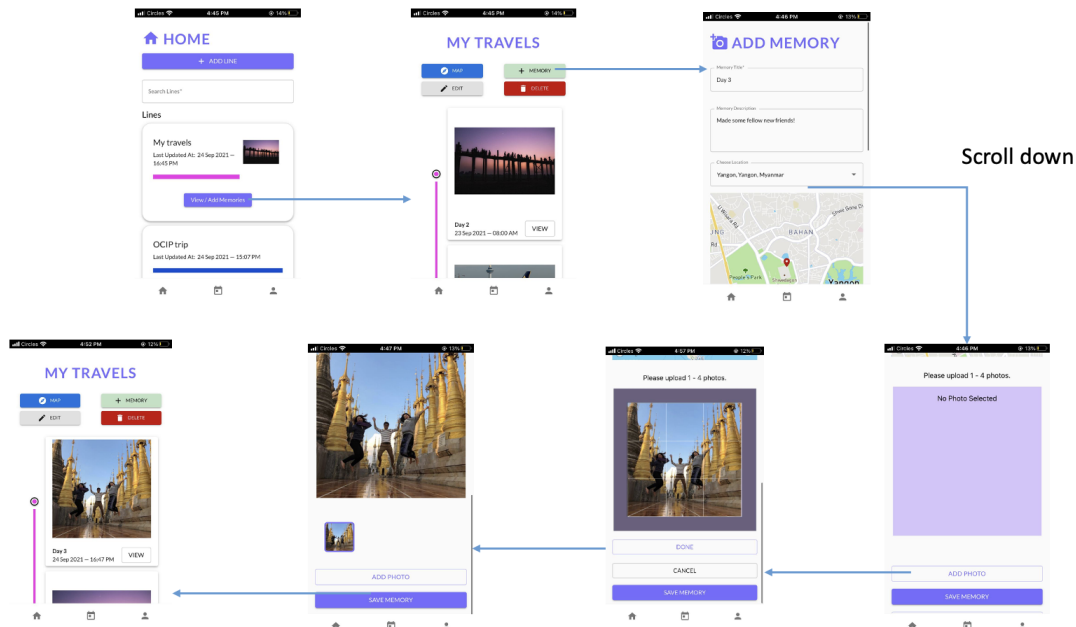 Circles 4:45 PM 14%
HOME
+ ADD LINE
Search Lines*
Lines
My travels
Last Updated At: 24 Sep 2021 —
16:45 PM
View / Add Memories
OCIP trip
Last Updated At: 24 Sep 2021 — 15:07 PM
Circles 4:45 PM 14%
MY TRAVELS
MAP
+ MEMORY
EDIT
DELETE
Day 2
23 Sep 2021 — 08:00 AM
VIEW
Circles 4:46 PM 13%
ADD MEMORY
Memory Title*
Day 3
Memory Description
Made some fellow new friends!
Choose Location
Yangon, Yangon, Myanmar
U Wisara Rd
BAHAN
Rd
People's Park
Yangon
Scroll down
Circles 4:46 PM 13%
Please upload 1 - 4 photos.
No Photo Selected
ADD PHOTO
SAVE MEMORY
Circles 4:57 PM 12%
Please upload 1 - 4 photos.
DONE
CANCEL
SAVE MEMORY
Circles 4:47 PM 13%
ADD PHOTO
SAVE MEMORY
Circles 4:52 PM 12%
MY TRAVELS
MAP
+ MEMORY
EDIT
DELETE
Day 3
24 Sep 2021 — 16:47 PM
VIEW